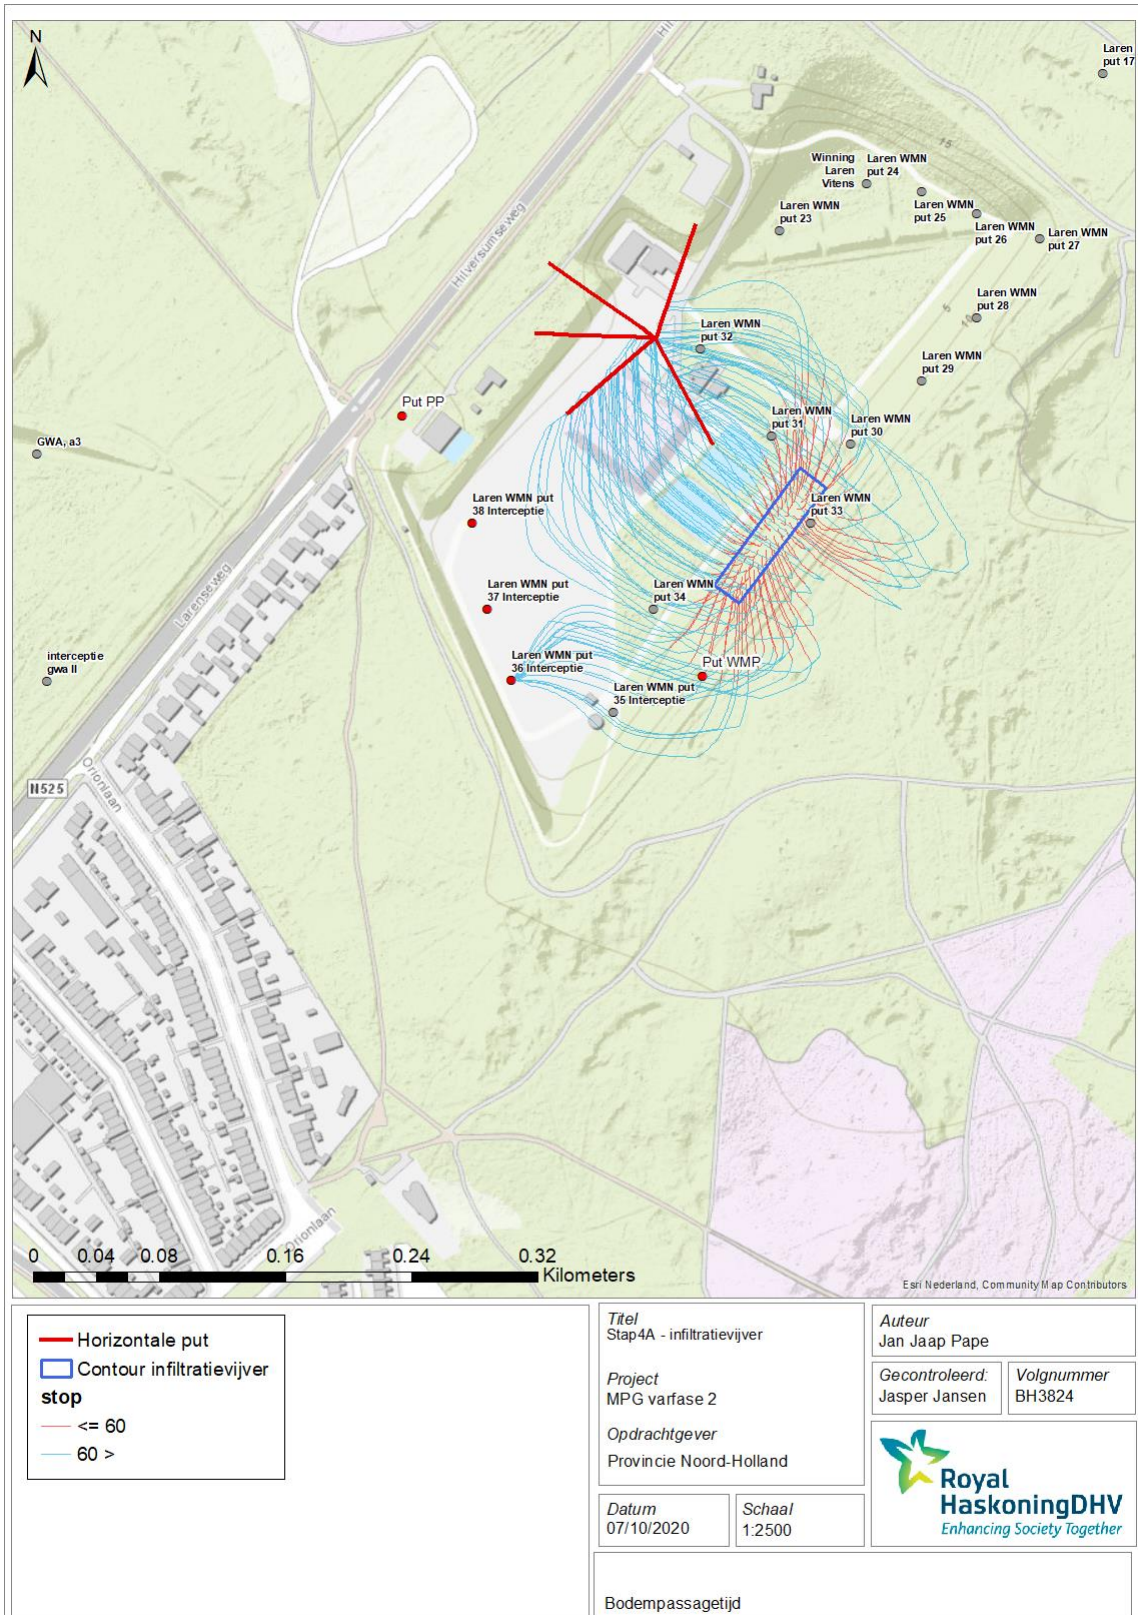 N
Hil
Laren
put 17
Winning
Laren
Vitens
Laren WMN
put 24
15
Laren WMN
put 23
Laren WMN
put 25
Laren WMN
put 26
Laren WMN
put 27
Hilversumseweg
Laren WMN
put 28
5
Laren WMN
put 32
Laren WMN
put 29
Put PP
Laren WMN
put 31
Laren WMN
put 30
GWA, a3
Laren WMN put
38 Interceptie
Laren WMN
put 33
Larenseweg
Laren WMN put
37 Interceptie
Laren WMN
put 34
interceptie
gwa II
Laren WMN put
36 Interceptie
Put WMP
Laren WMN put
35 Interceptie
N525
Orionlaan
Orionlaan
0 0.04 0.08 0.16 0.24 0.32
Kilometers
Esri Nederland, Community Map Contributors
Horizontale put
Contour infiltratievijver
stop
<= 60
60 >
Titel
Stap4A - infiltratievijver
Project
MPG varfase 2
Opdrachtgever
Provincie Noord-Holland
Datum
07/10/2020
Schaal
1:2500
Auteur
Jan Jaap Pape
Gecontroleerd:
Jasper Jansen
Volgnummer
BH3824
Royal
HaskoningDHV
Enhancing Society Together
Bodempassagetijd